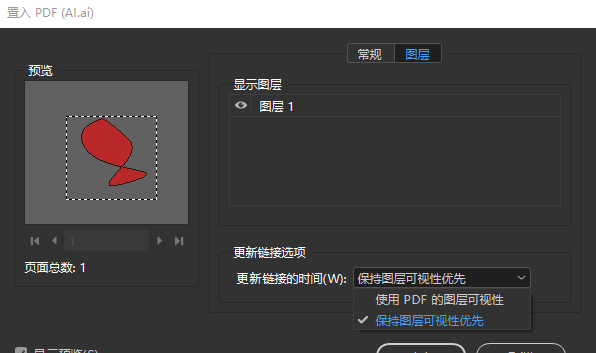 置入 PDF (AI.ai)
常规 图层
预览
显示图层
图层 1
1
页面总数: 1
更新链接选项
更新链接的时间(W): 保持图层可视性优先
使用 PDF 的图层可视性
保持图层可视性优先